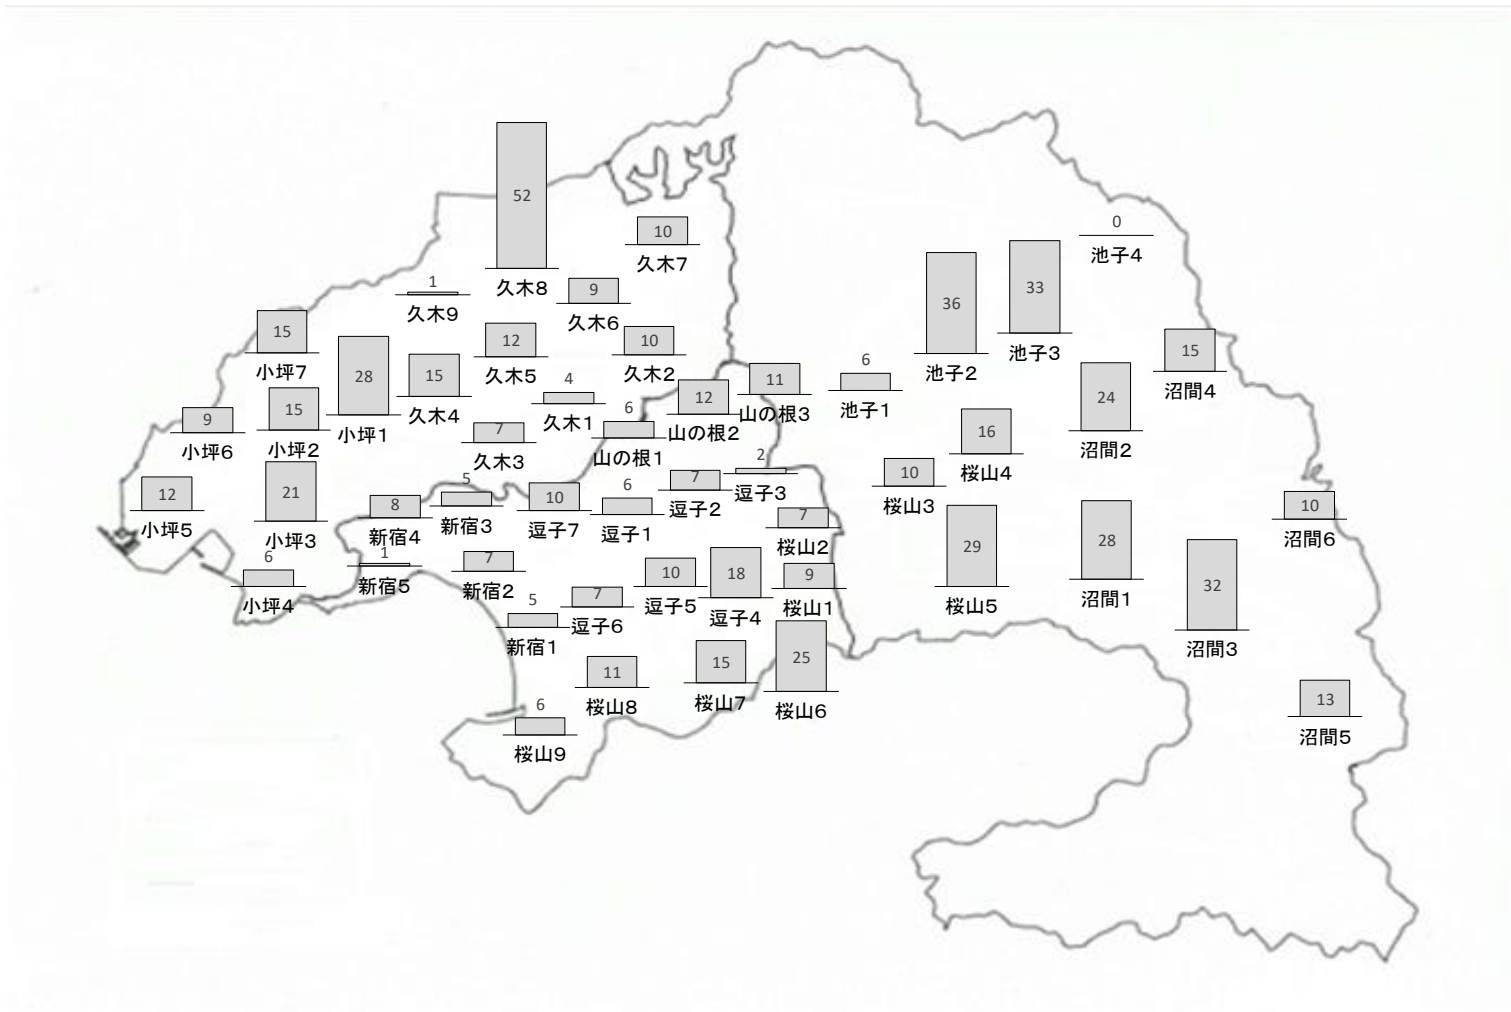 52
久木8
10
久木7
0
池子4
1
久木9
9
久木6
36
池子2
33
池子3
15
小坪7
28
小坪1
15
久木4
12
久木5
10
久木2
15
沼間4
9
小坪6
15
小坪2
4
久木1
6
山の根1
12
山の根2
11
山の根3
6
池子1
24
沼間2
7
久木3
16
桜山4
12
小坪5
21
小坪3
8
新宿4
5
新宿3
10
逗子7
6
逗子1
7
逗子2
2
逗子3
10
桜山3
7
桜山2
10
沼間6
6
小坪4
1
新宿5
7
新宿2
5
新宿1
7
逗子6
10
逗子5
18
逗子4
9
桜山1
29
桜山5
28
沼間1
32
沼間3
11
桜山8
15
桜山7
25
桜山6
6
桜山9
13
沼間5